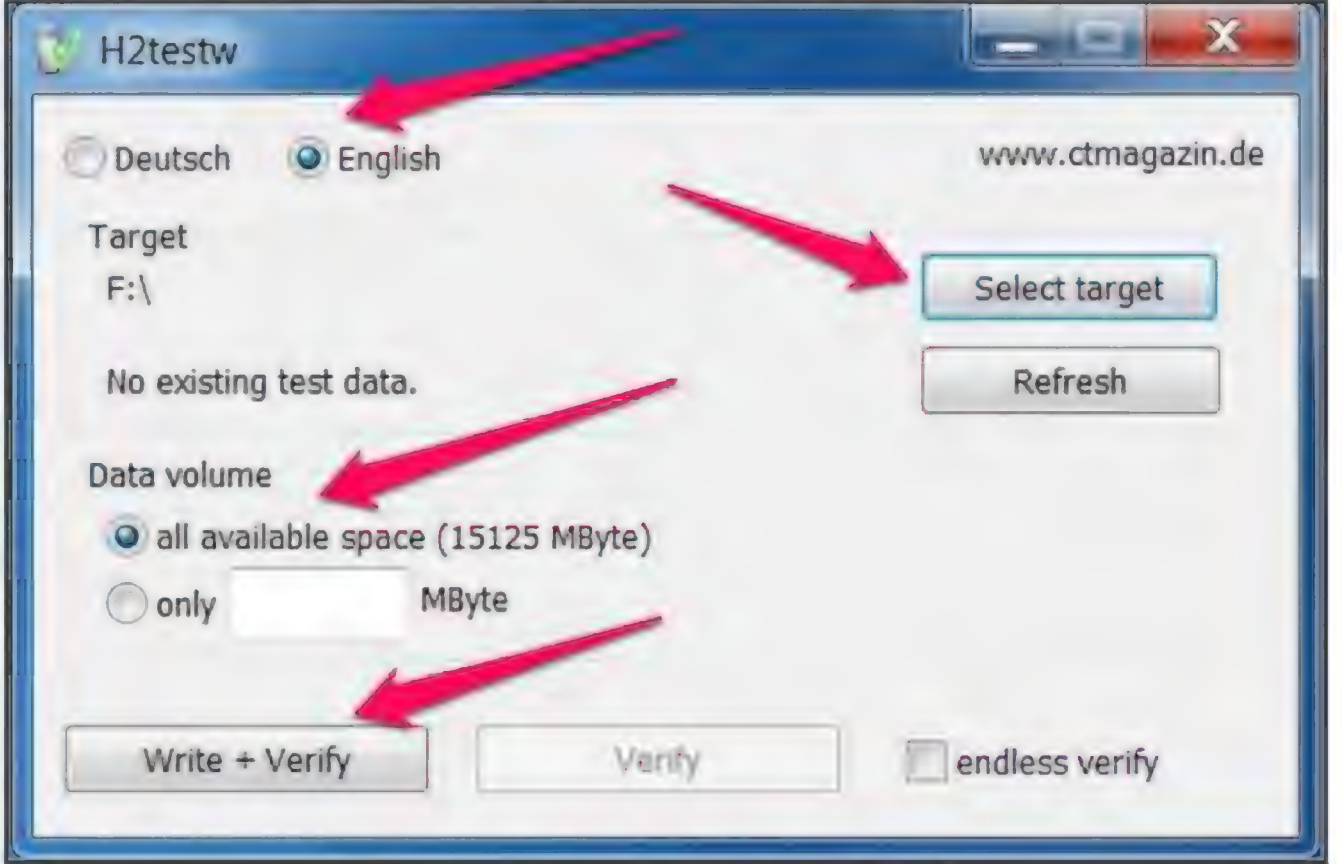 H2testw
Deutsch English www.ctmagazin.de
Target
F:\
Select target
No existing test data.
Refresh
Data volume
all available space (15125 MByte)
only MByte
Write + Verify Verify endless verify